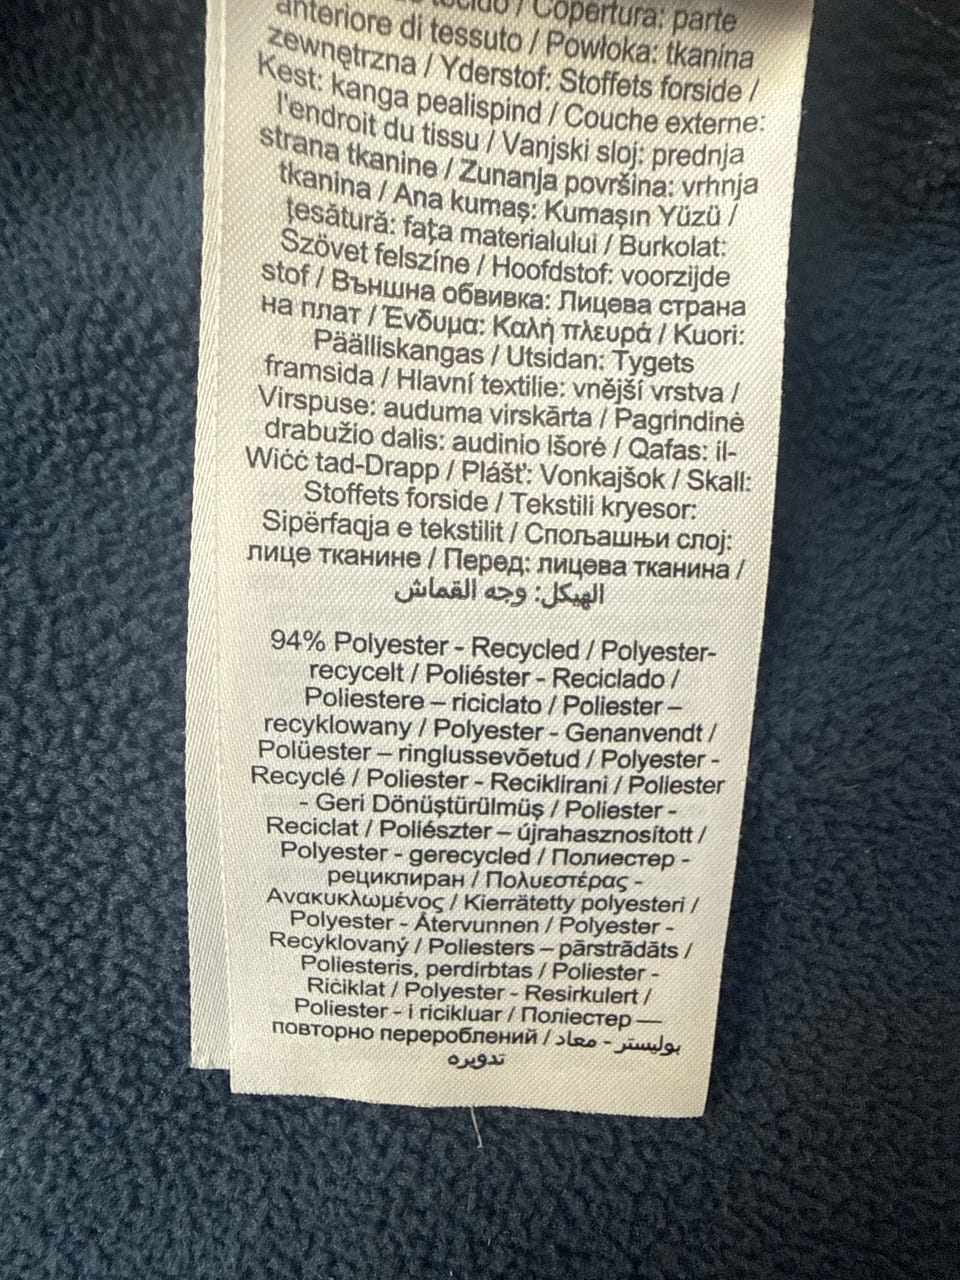 / Copertura: parte
anteriore di tessuto / Powłoka: tkanina
zewnętrzna / Yderstof: Stoffets forside /
Kest: kanga pealispind / Couche externe:
l'endroit du tissu / Vanjski sloj: prednja
strana tkanine / Zunanja površina: vrhnja
tkanina / Ana kumaş: Kumaşın Yüzü /
țesătură: fața materialului / Burkolat:
Szövet felszíne / Hoofdstof: voorzijde
stof / Външна обвивка: Лицева страна
на плат / Ένδυμα: Καλή πλευρά / Kuori:
Päälliskangas / Utsidan: Tygets
framsida / Hlavní textilie: vnější vrstva /
Virspuse: auduma virskārta / Pagrindinė
drabužio dalis: audinio Išorė / Qafas: il-
Wiċċ tad-Drapp / Plášť: Vonkajšok / Skall:
Stoffets forside / Tekstili kryesor:
Sipërfaqja e tekstilit / Спољашњи слој:
лице тканине / Перед: лицева тканина /
الهيكل: وجه القماش
94% Polyester - Recycled / Polyester-
recycelt / Poliéster - Reciclado /
Poliestere – riciclato / Poliester –
recyklowany / Polyester - Genanvendt /
Polüester – ringlussevõetud / Polyester -
Recyclé / Poliester - Reciklirani / Poliester
- Geri Dönüştürülmüş / Poliester -
Reciclat / Poliészter – újrahasznosított /
Polyester - gerecycled / Полиестер -
рециклиран / Πολυεστέρας -
Ανακυκλωμένος / Kierrätetty polyesteri /
Polyester - Återvunnen / Polyester -
Recyklovaný / Poliesters – pārstrādāts /
Poliesteris, perdirbtas / Poliester -
Riċiklat / Polyester - Resirkulert /
Poliester - i ricikluar / Поліестер —
повторно перероблений / بوليستر - معاد
تدويره